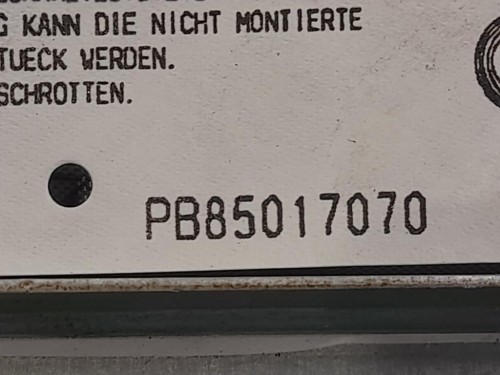 G KANN DIE NICHT MONTIERTE
TUECK WERDEN.
SCHROTTEN.
PB85017070